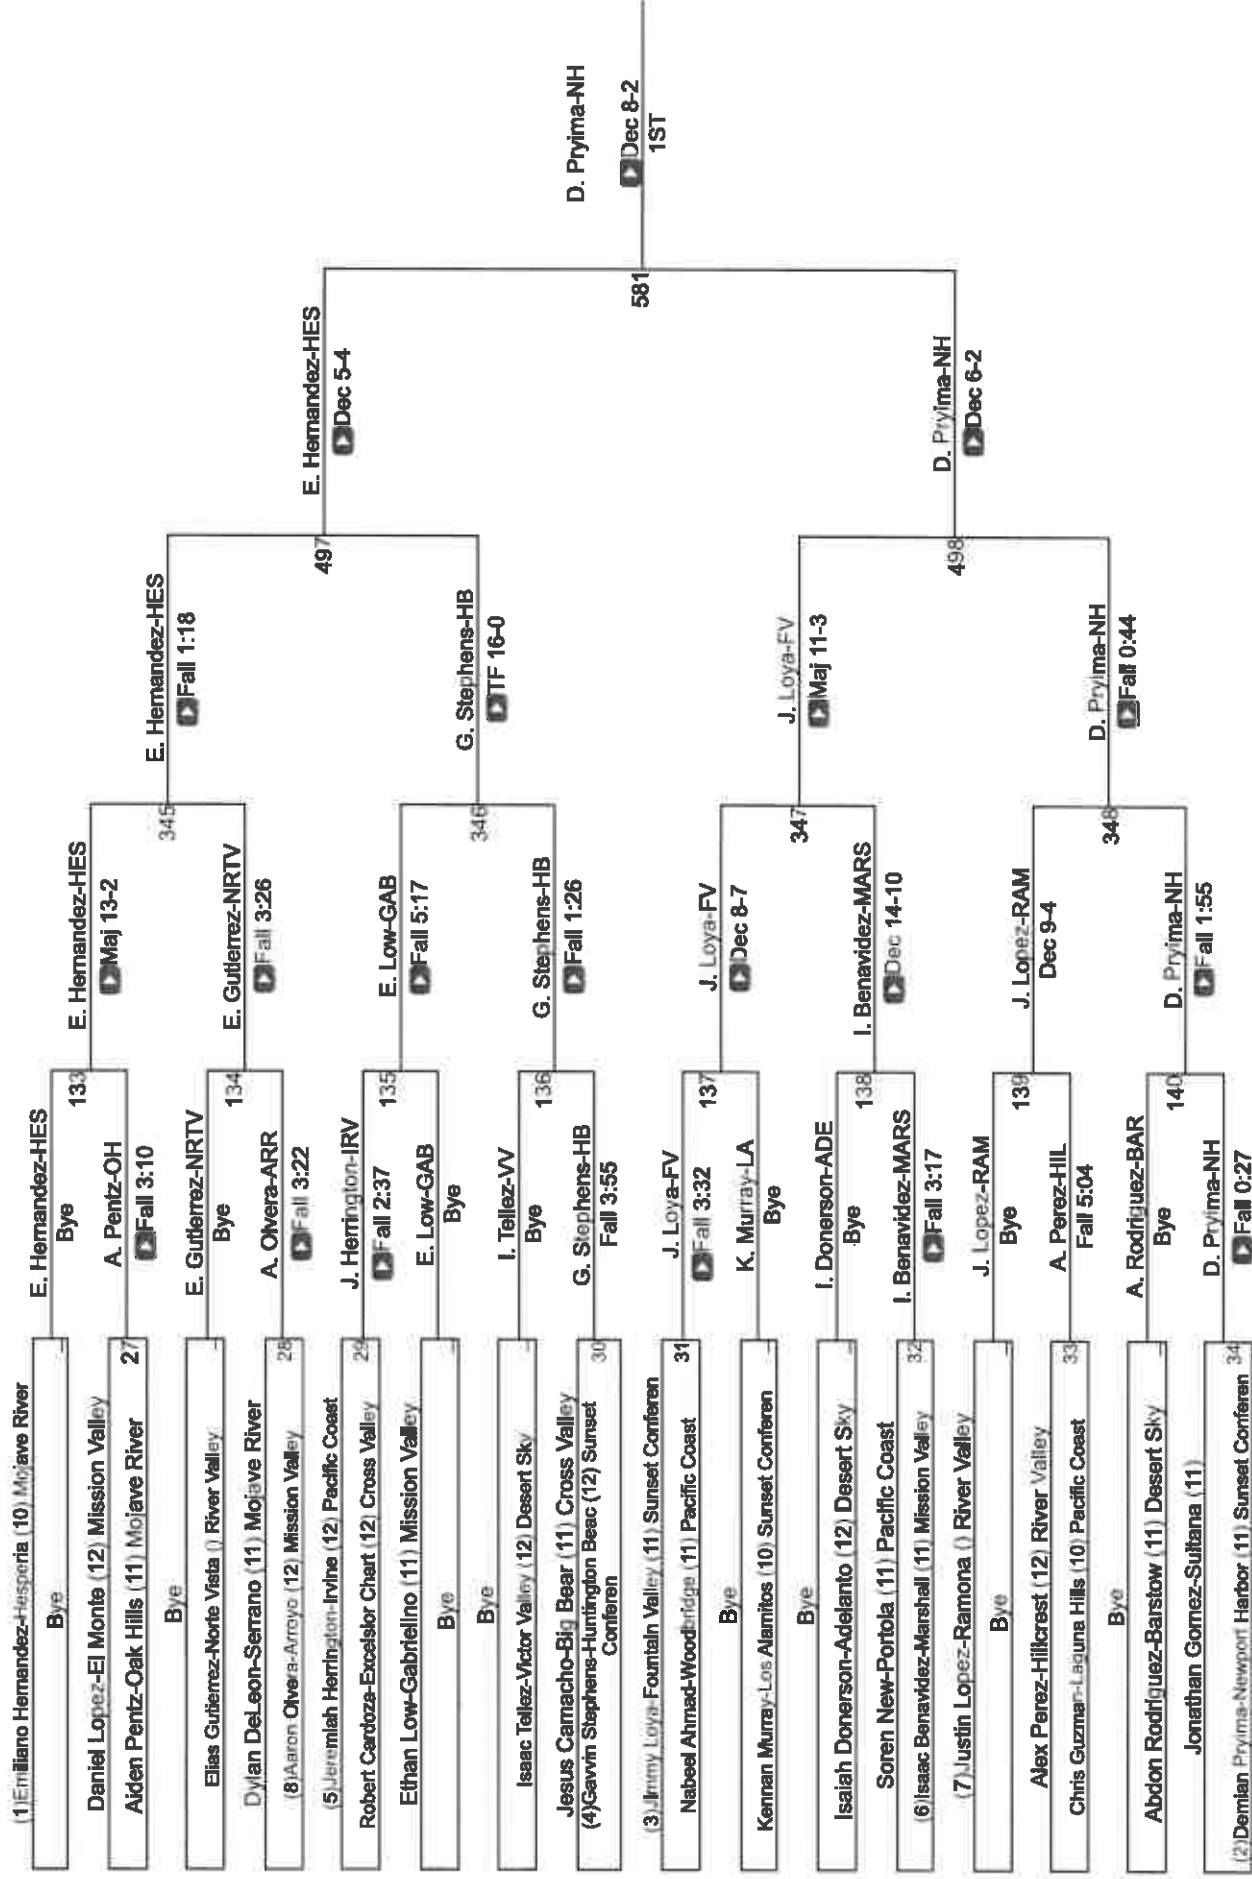 (1)Emiliano Hernandez-Hesperia (10) Mojave River
Bye
Daniel Lopez-El Monte (12) Mission Valley
27
Aiden Pentz-Oak Hills (11) Mojave River
Bye
Elias Gutierrez-Norte Vista () River Valley
Dylan DeLeon-Serrano (11) Mojave River
28
(8)Aaron Olvera-Arroyo (12) Mission Valley
(5)Jeremiah Herrington-Irvine (12) Pacific Coast
29
Robert Cardoza-Excelsior Chart (12) Cross Valley
Ethan Low-Gabrielino (11) Mission Valley
Bye
Bye
Isaac Tellez-Victor Valley (12) Desert Sky
Jesus Camacho-Big Bear (11) Cross Valley
30
(4)Gavvin Stephens-Huntington Beac (12) Sunset
Conferen
(3)Jimmy Loya-Fountain Valley (11) Sunset Conferen
31
Nabeel Ahmad-Woodbridge (11) Pacific Coast
Bye
Kennan Murray-Los Alamitos (10) Sunset Conferen
Bye
Isaiah Donerson-Adelanto (12) Desert Sky
Soren New-Portola (11) Pacific Coast
32
(6)Isaac Benavidez-Marshall (11) Mission Valley
(7)Justin Lopez-Ramona () River Valley
Bye
Alex Perez-Hillcrest (12) River Valley
33
Chris Guzman-Laguna Hills (10) Pacific Coast
Bye
Abdon Rodriguez-Barstow (11) Desert Sky
Jonathan Gomez-Sultana (11)
34
(2)Demian Pryima-Newport Harbor (11) Sunset Conferen
E. Hernandez-HES
Bye
133
A. Pentz-OH
Fall 3:10
E. Gutierrez-NRTV
Bye
134
A. Olvera-ARR
Fall 3:22
J. Herrington-IRV
Fall 2:37
135
E. Low-GAB
Bye
I. Tellez-VV
Bye
136
G. Stephens-HB
Fall 3:55
J. Loya-FV
Fall 3:32
137
K. Murray-LA
Bye
I. Donerson-ADE
Bye
138
I. Benavidez-MARS
Fall 3:17
J. Lopez-RAM
Bye
139
A. Perez-HIL
Fall 5:04
A. Rodriguez-BAR
Bye
140
D. Pryima-NH
Fall 0:27
E. Hernandez-HES
Maj 13-2
345
E. Gutierrez-NRTV
Fall 3:26
E. Low-GAB
Fall 5:17
346
G. Stephens-HB
Fall 1:26
J. Loya-FV
Dec 8-7
347
I. Benavidez-MARS
Dec 14-10
J. Lopez-RAM
Dec 9-4
348
D. Pryima-NH
Fall 1:55
E. Hernandez-HES
Fall 1:18
497
G. Stephens-HB
TF 16-0
J. Loya-FV
Maj 11-3
498
D. Pryima-NH
Fall 0:44
E. Hernandez-HES
Dec 5-4
581
D. Pryima-NH
Dec 6-2
D. Pryima-NH
Dec 8-2
1ST